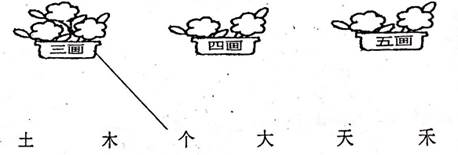 三画 四画 五画
土 木 个 大 天 禾